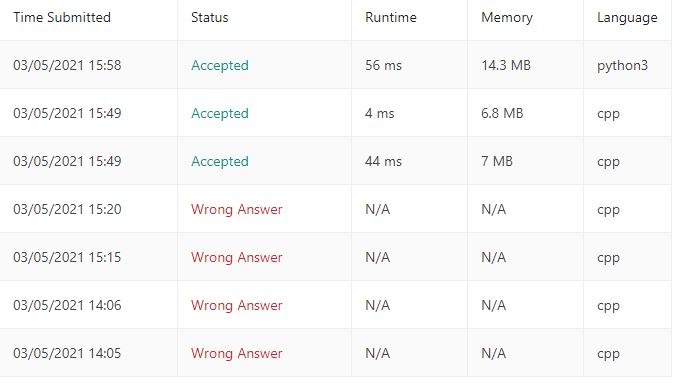 Time Submitted Status Runtime Memory Language
03/05/2021 15:58 Accepted 56 ms 14.3 MB python3
03/05/2021 15:49 Accepted 4 ms 6.8 MB cpp
03/05/2021 15:49 Accepted 44 ms 7 MB cpp
03/05/2021 15:20 Wrong Answer N/A N/A cpp
03/05/2021 15:15 Wrong Answer N/A N/A cpp
03/05/2021 14:06 Wrong Answer N/A N/A cpp
03/05/2021 14:05 Wrong Answer N/A N/A cpp